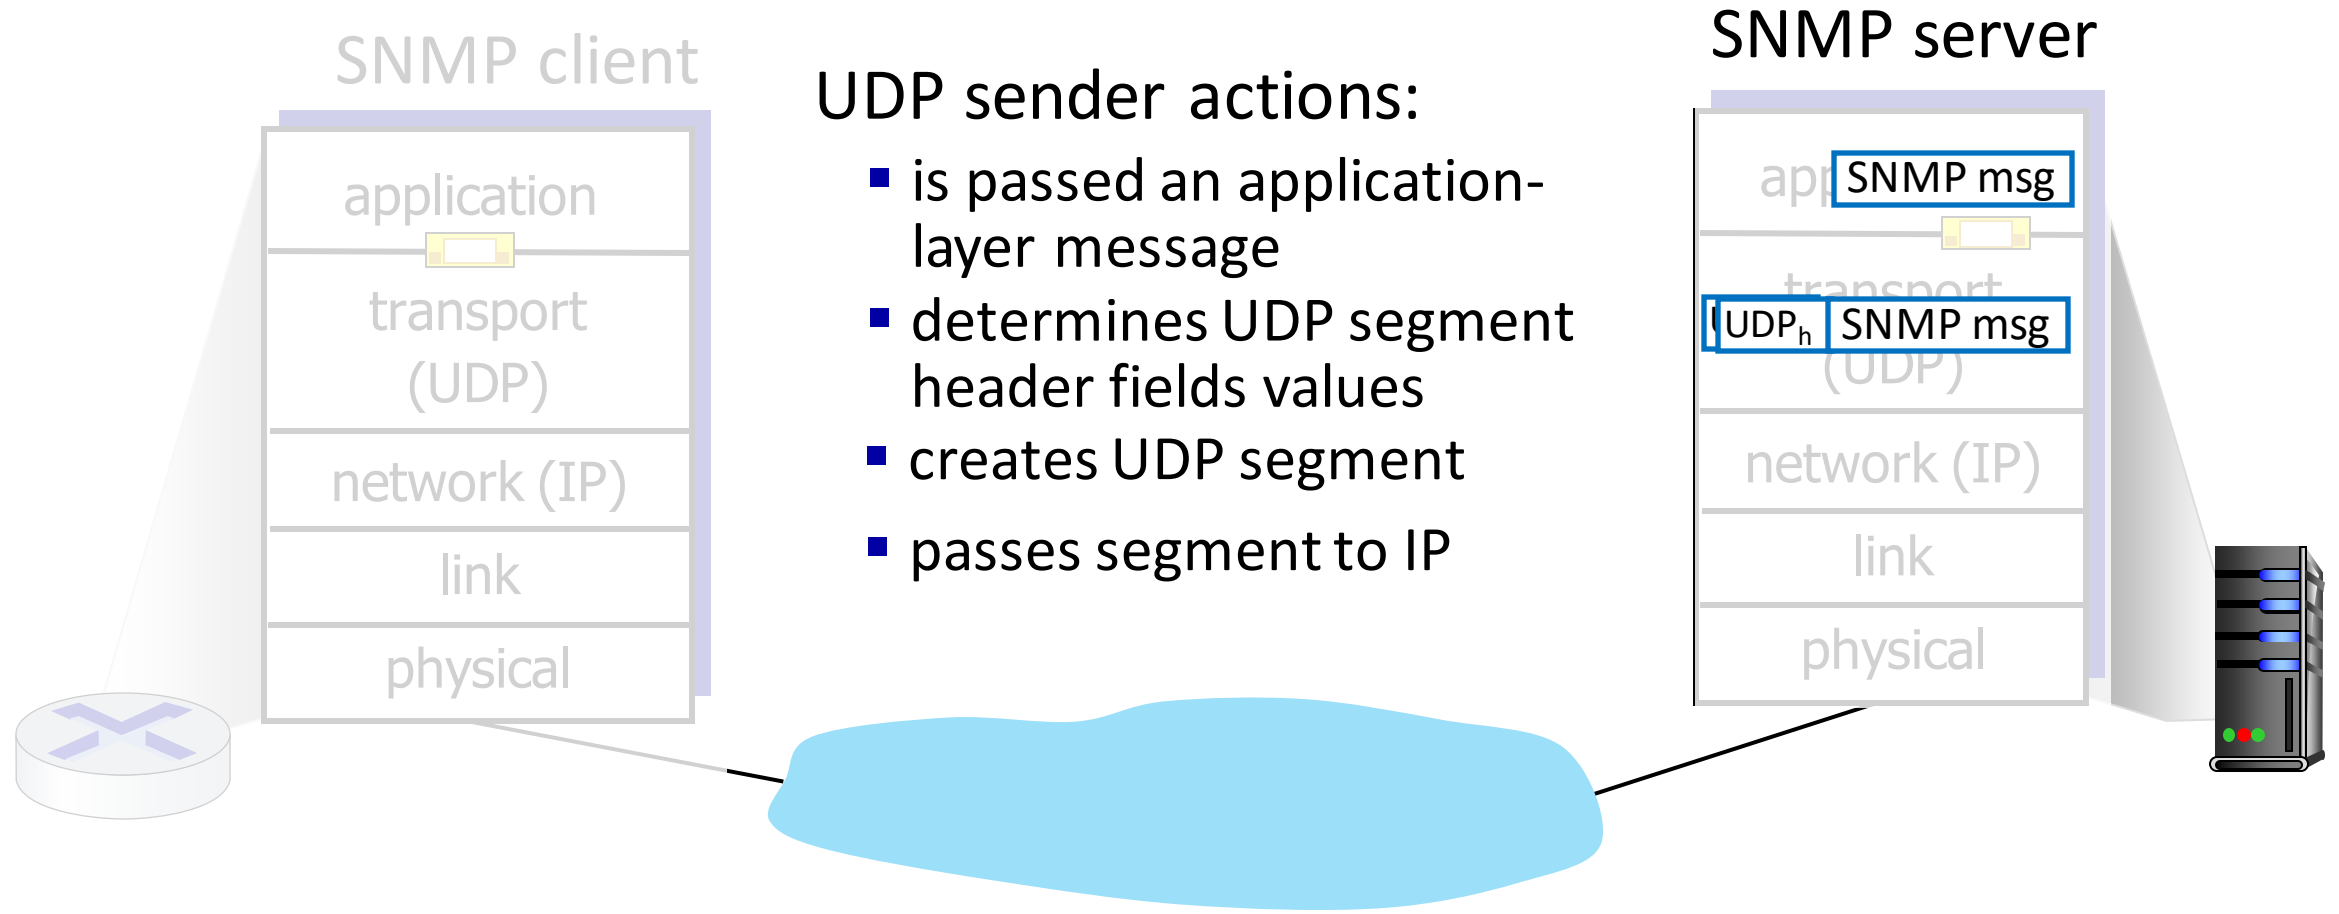 SNMP client
application
transport
(UDP)
network (IP)
link
physical
UDP sender actions:
is passed an application-
layer message
determines UDP segment
header fields values
creates UDP segment
passes segment to IP
SNMP server
SNMP msg
transport
UDPh SNMP msg
(UDP)
network (IP)
link
physical